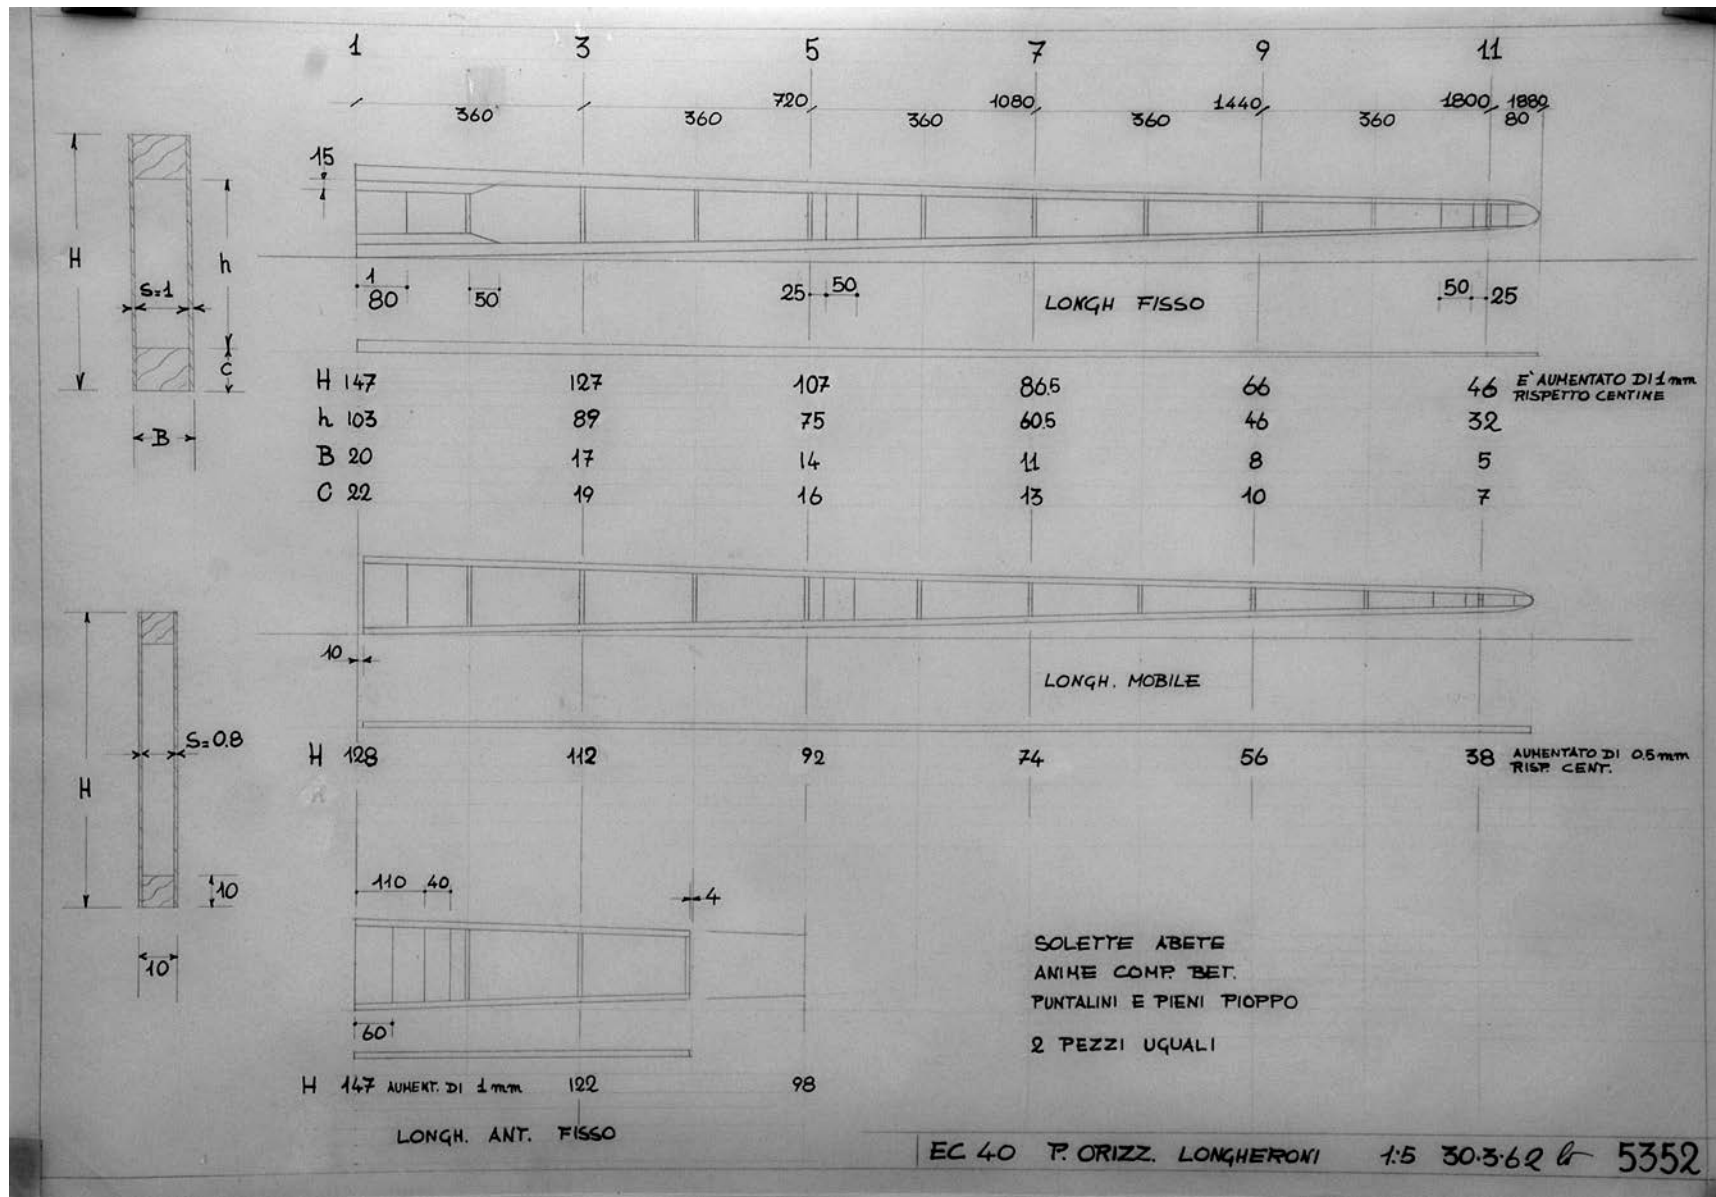 1 3 5 7 9 11
720 1080 1440 1800 1880
360 360 360 360 360 80
15
H h S=1 C B
1 80 50 25 50 LONGH FISSO 50 25
H 147 127 107 86.5 66 46 E' AUMENTATO DI 1 mm
RISPETTO CENTINE
h 103 89 75 60.5 46 32
B 20 17 14 11 8 5
C 22 19 16 13 10 7
10
LONGH. MOBILE
S=0.8
H 128 112 92 74 56 38 AUMENTATO DI 0.5 mm
RISP. CENT.
H
10
10
110 40 4
60
H 147 AUMENT. DI 1 mm 122 98
LONGH. ANT. FISSO
SOLETTE ABETE
ANIME COMP. BET.
PUNTALINI E PIENI PIOPPO
2 PEZZI UGUALI
EC 40 P. ORIZZ. LONGHERONI 1:5 30.3.62 5352